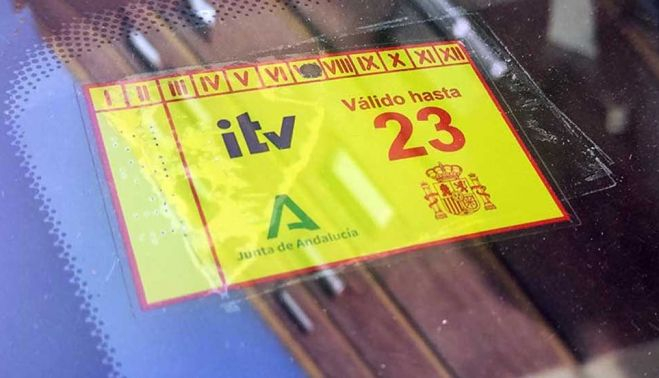 I II III IV V VI VIII IX X XI XII
Válido hasta
itv 23
Junta de Andalucía